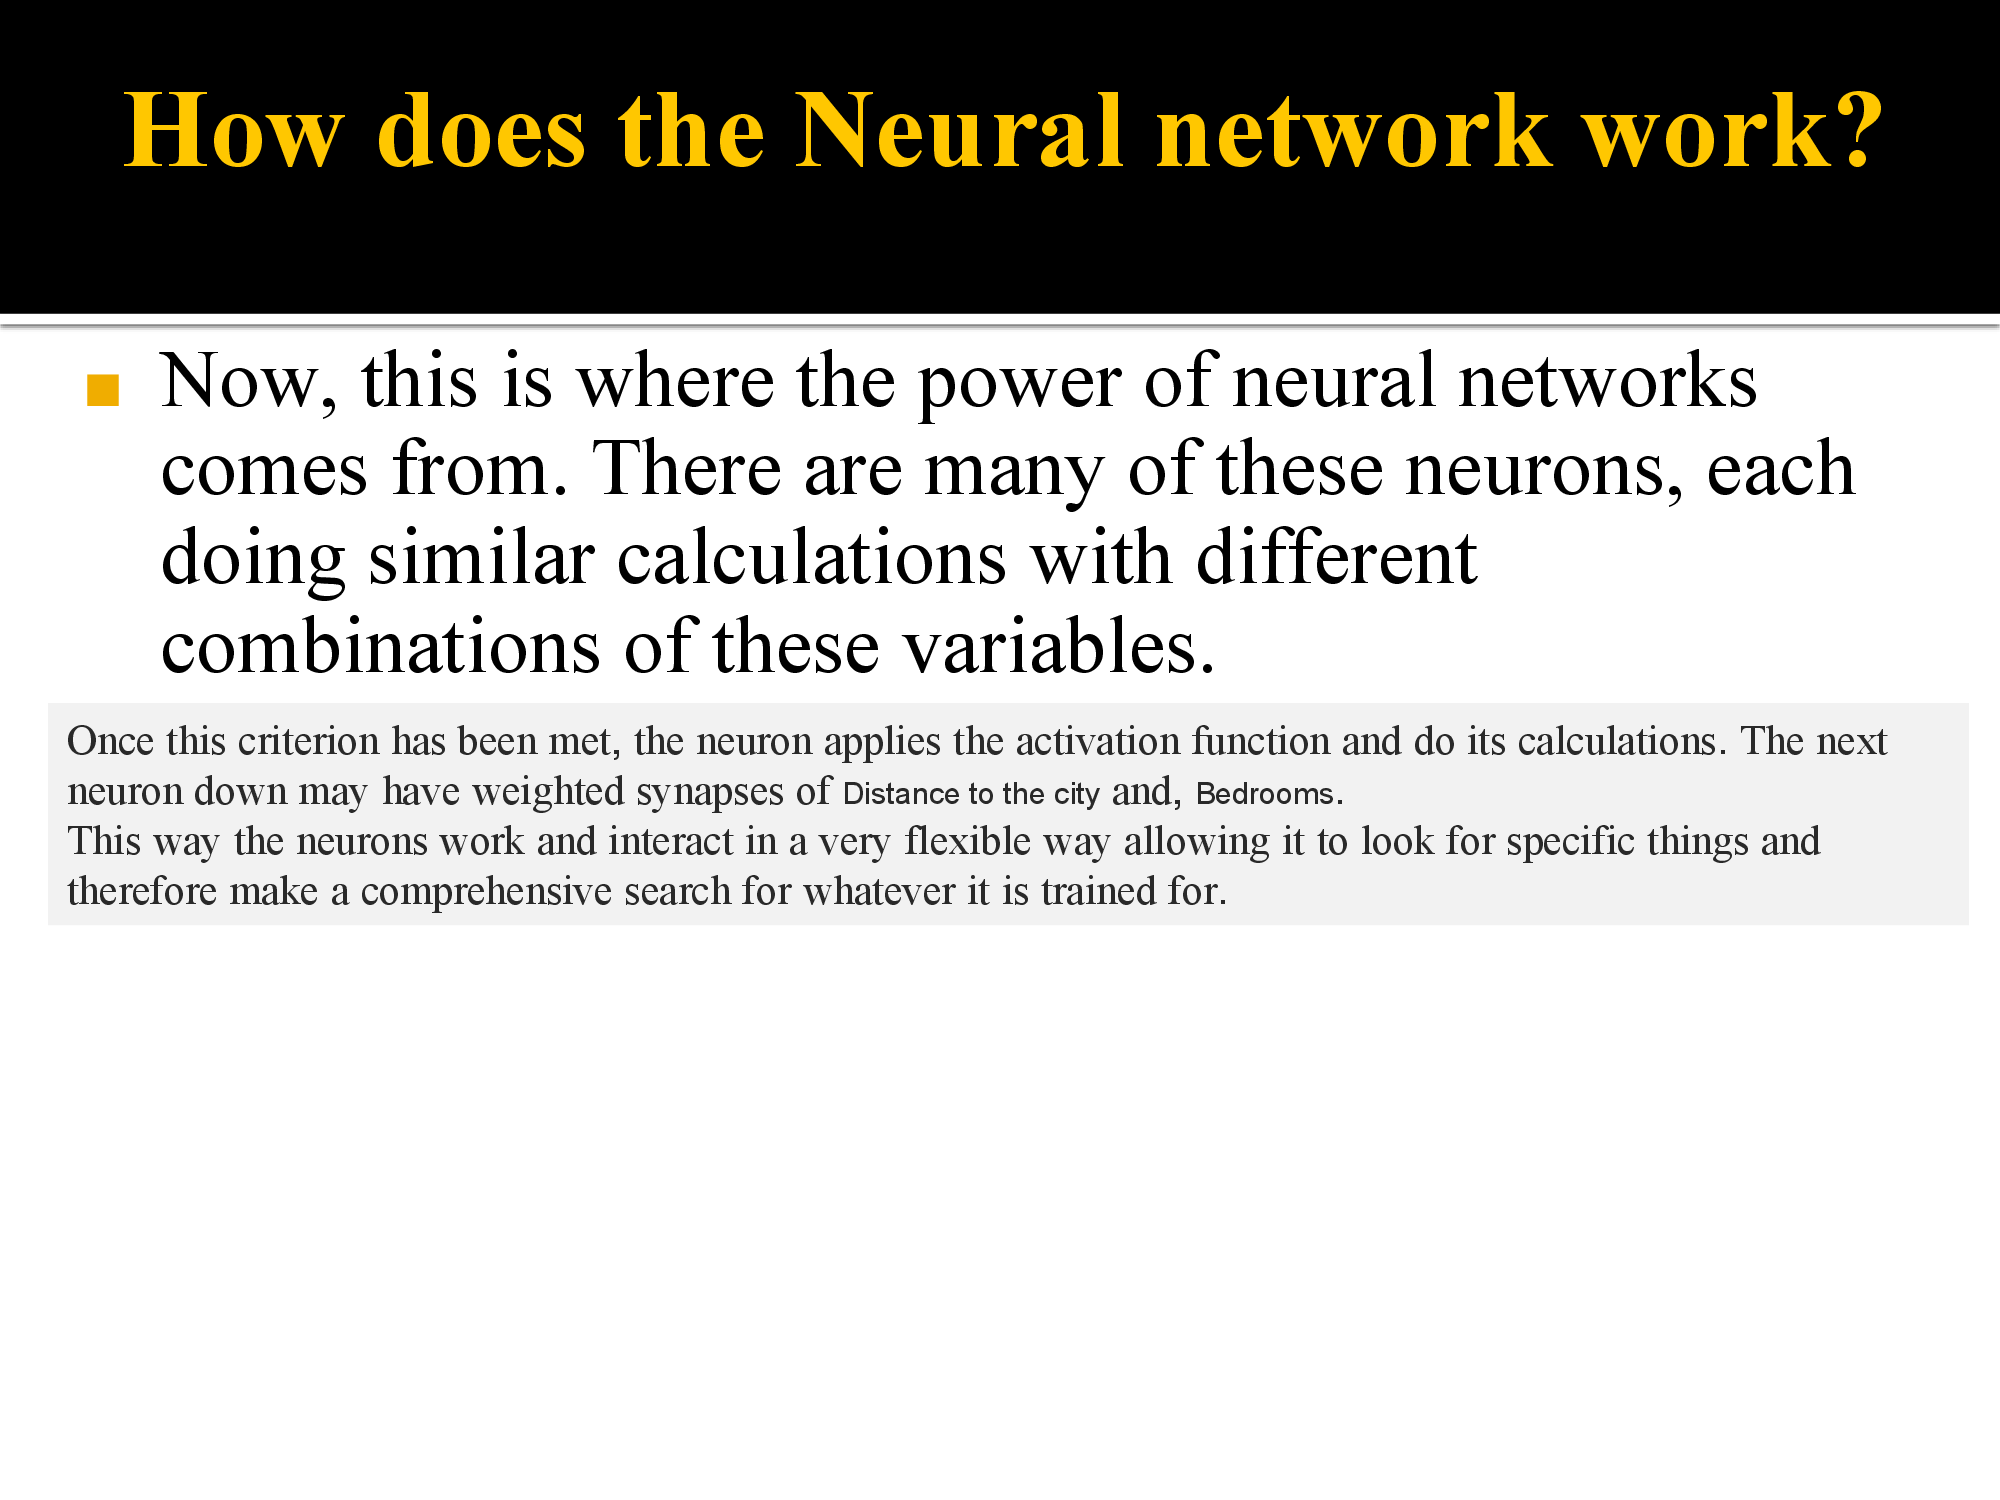 How does the Neural network work?
Now, this is where the power of neural networks
comes from. There are many of these neurons, each
doing similar calculations with different
combinations of these variables.
Once this criterion has been met, the neuron applies the activation function and do its calculations. The next
neuron down may have weighted synapses of Distance to the city and, Bedrooms.
This way the neurons work and interact in a very flexible way allowing it to look for specific things and
therefore make a comprehensive search for whatever it is trained for.